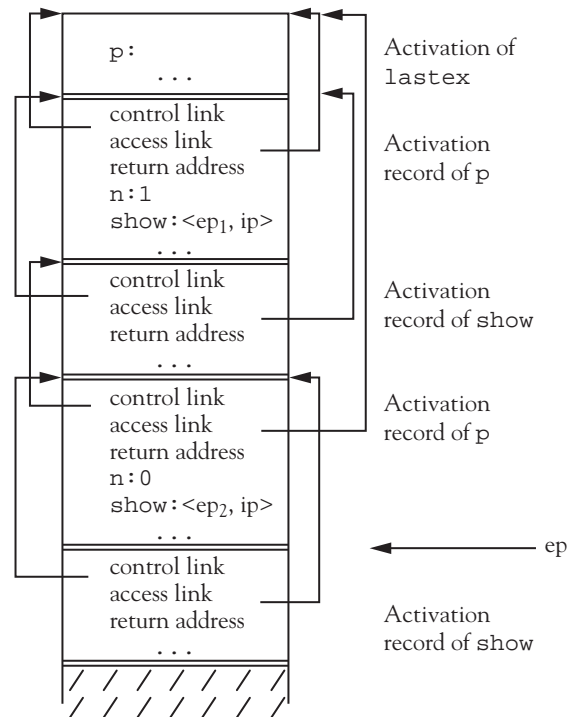 p:
...
Activation of
lastex
control link
access link
return address
n:1
show:<ep1, ip>
...
Activation
record of p
control link
access link
return address
...
Activation
record of show
control link
access link
return address
n:0
show:<ep2, ip>
...
Activation
record of p
ep
control link
access link
return address
...
Activation
record of show